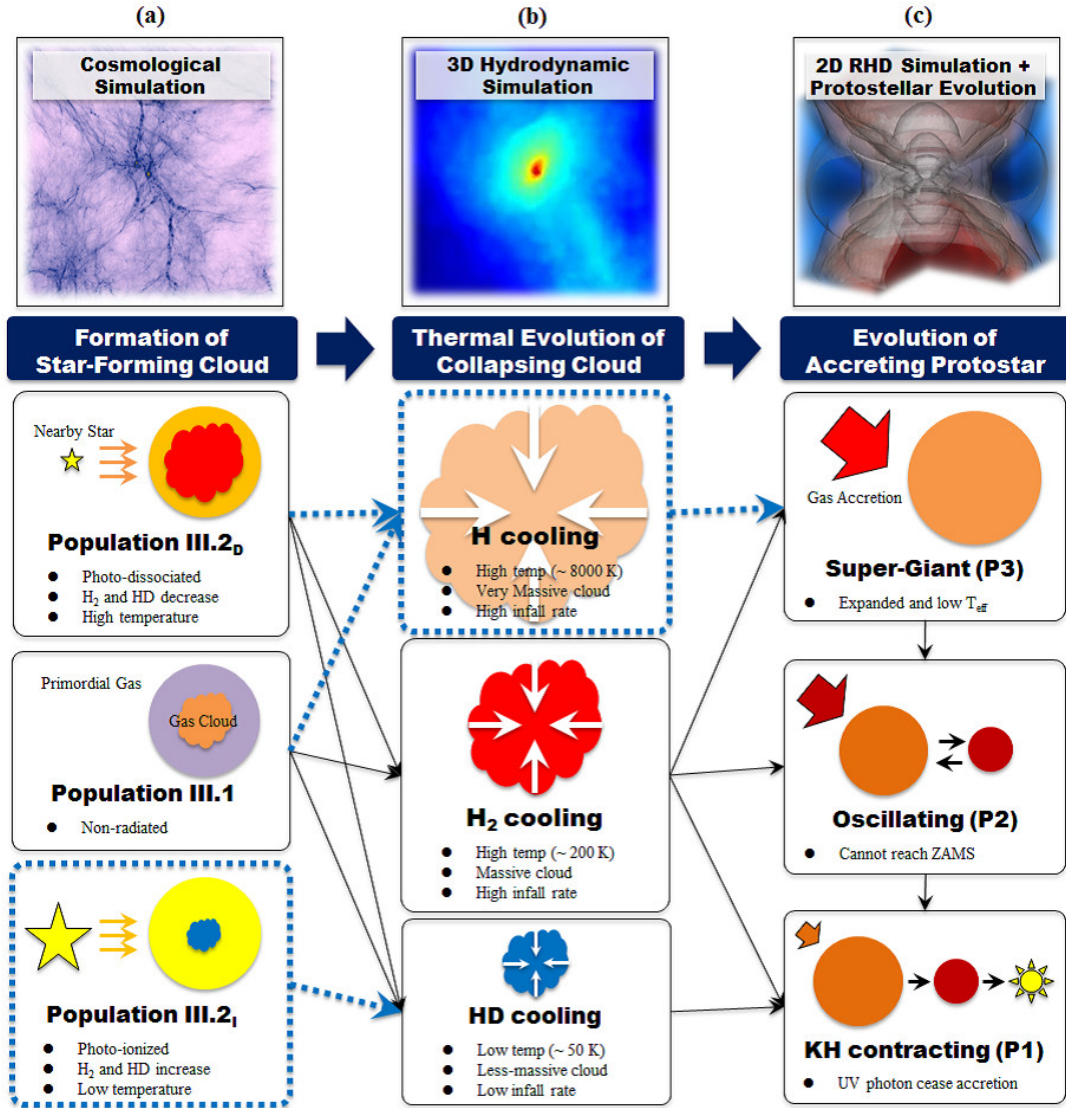 (a)
(b)
(c)
Cosmological
Simulation
3D Hydrodynamic
Simulation
2D RHD Simulation +
Protostellar Evolution
Formation of
Star-Forming Cloud
Thermal Evolution of
Collapsing Cloud
Evolution of
Accreting Protostar
Nearby Star
Population III.2D
● Photo-dissociated
● H2 and HD decrease
● High temperature
Primordial Gas
Gas Cloud
Population III.1
● Non-radiated
Population III.2I
● Photo-ionized
● H2 and HD increase
● Low temperature
H cooling
● High temp (~ 8000 K)
● Very Massive cloud
● High infall rate
H2 cooling
● High temp (~ 200 K)
● Massive cloud
● High infall rate
HD cooling
● Low temp (~ 50 K)
● Less-massive cloud
● Low infall rate
Gas Accretion
Super-Giant (P3)
● Expanded and low Teff
Oscillating (P2)
● Cannot reach ZAMS
KH contracting (P1)
● UV photon cease accretion